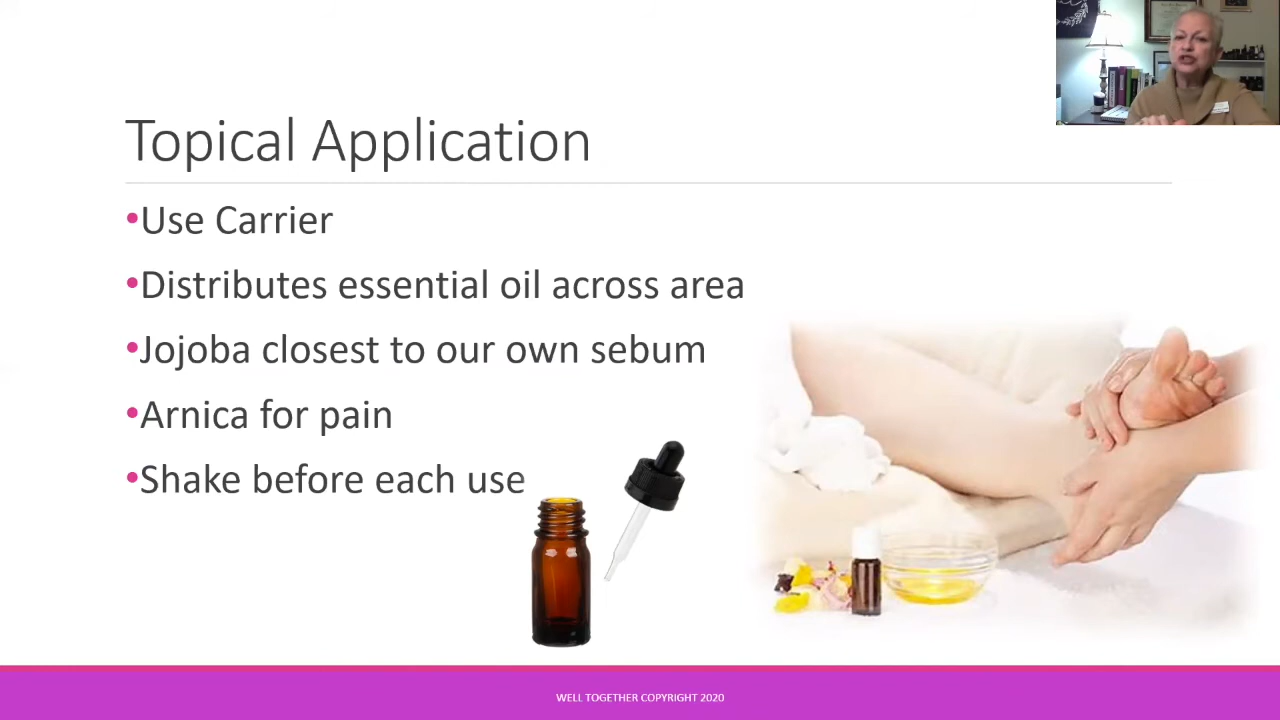 Topical Application
•Use Carrier
•Distributes essential oil across area
•Jojoba closest to our own sebum
•Arnica for pain
•Shake before each use
WELL TOGETHER COPYRIGHT 2020